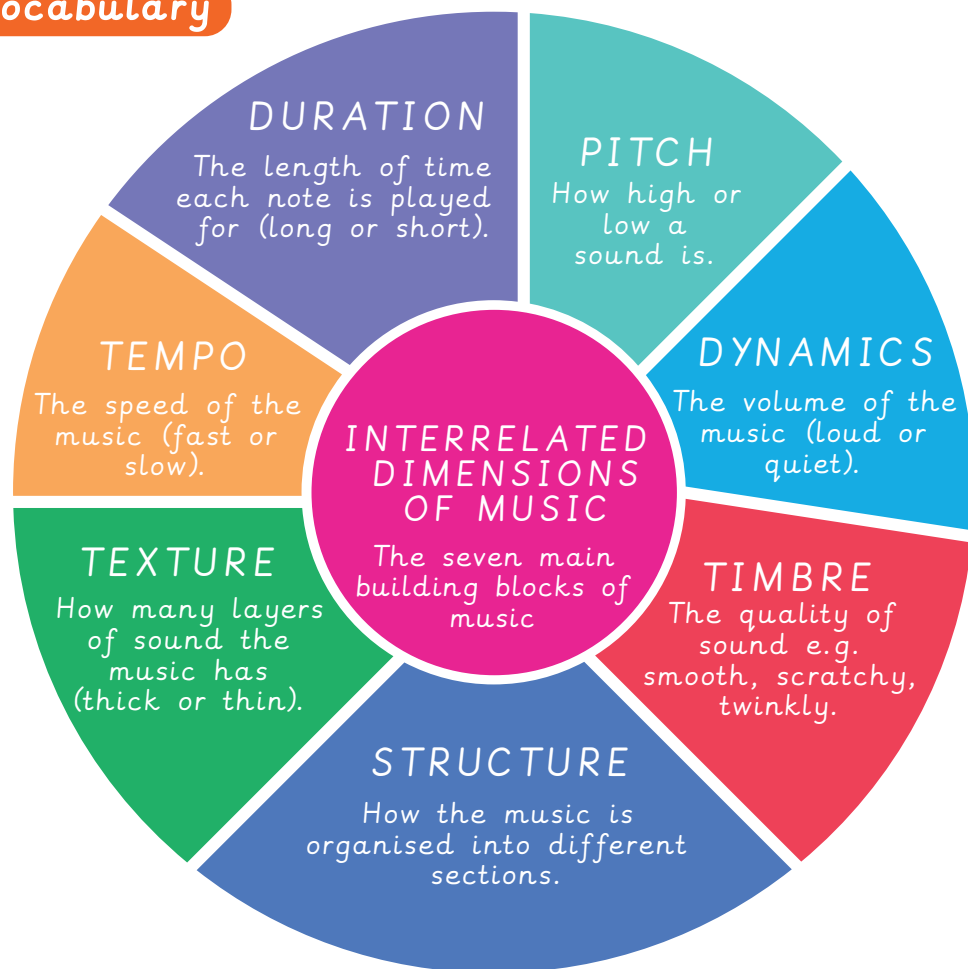 ocabulary
DURATION
The length of time
each note is played
for (long or short).
PITCH
How high or
low a
sound is.
DYNAMICS
The volume of the
music (loud or
quiet).
TIMBRE
The quality of
sound e.g.
smooth, scratchy,
twinkly.
STRUCTURE
How the music is
organised into different
sections.
TEXTURE
How many layers
of sound the
music has
(thick or thin).
TEMPO
The speed of the
music (fast or
slow).
INTERRELATED
DIMENSIONS
OF MUSIC
The seven main
building blocks of
music